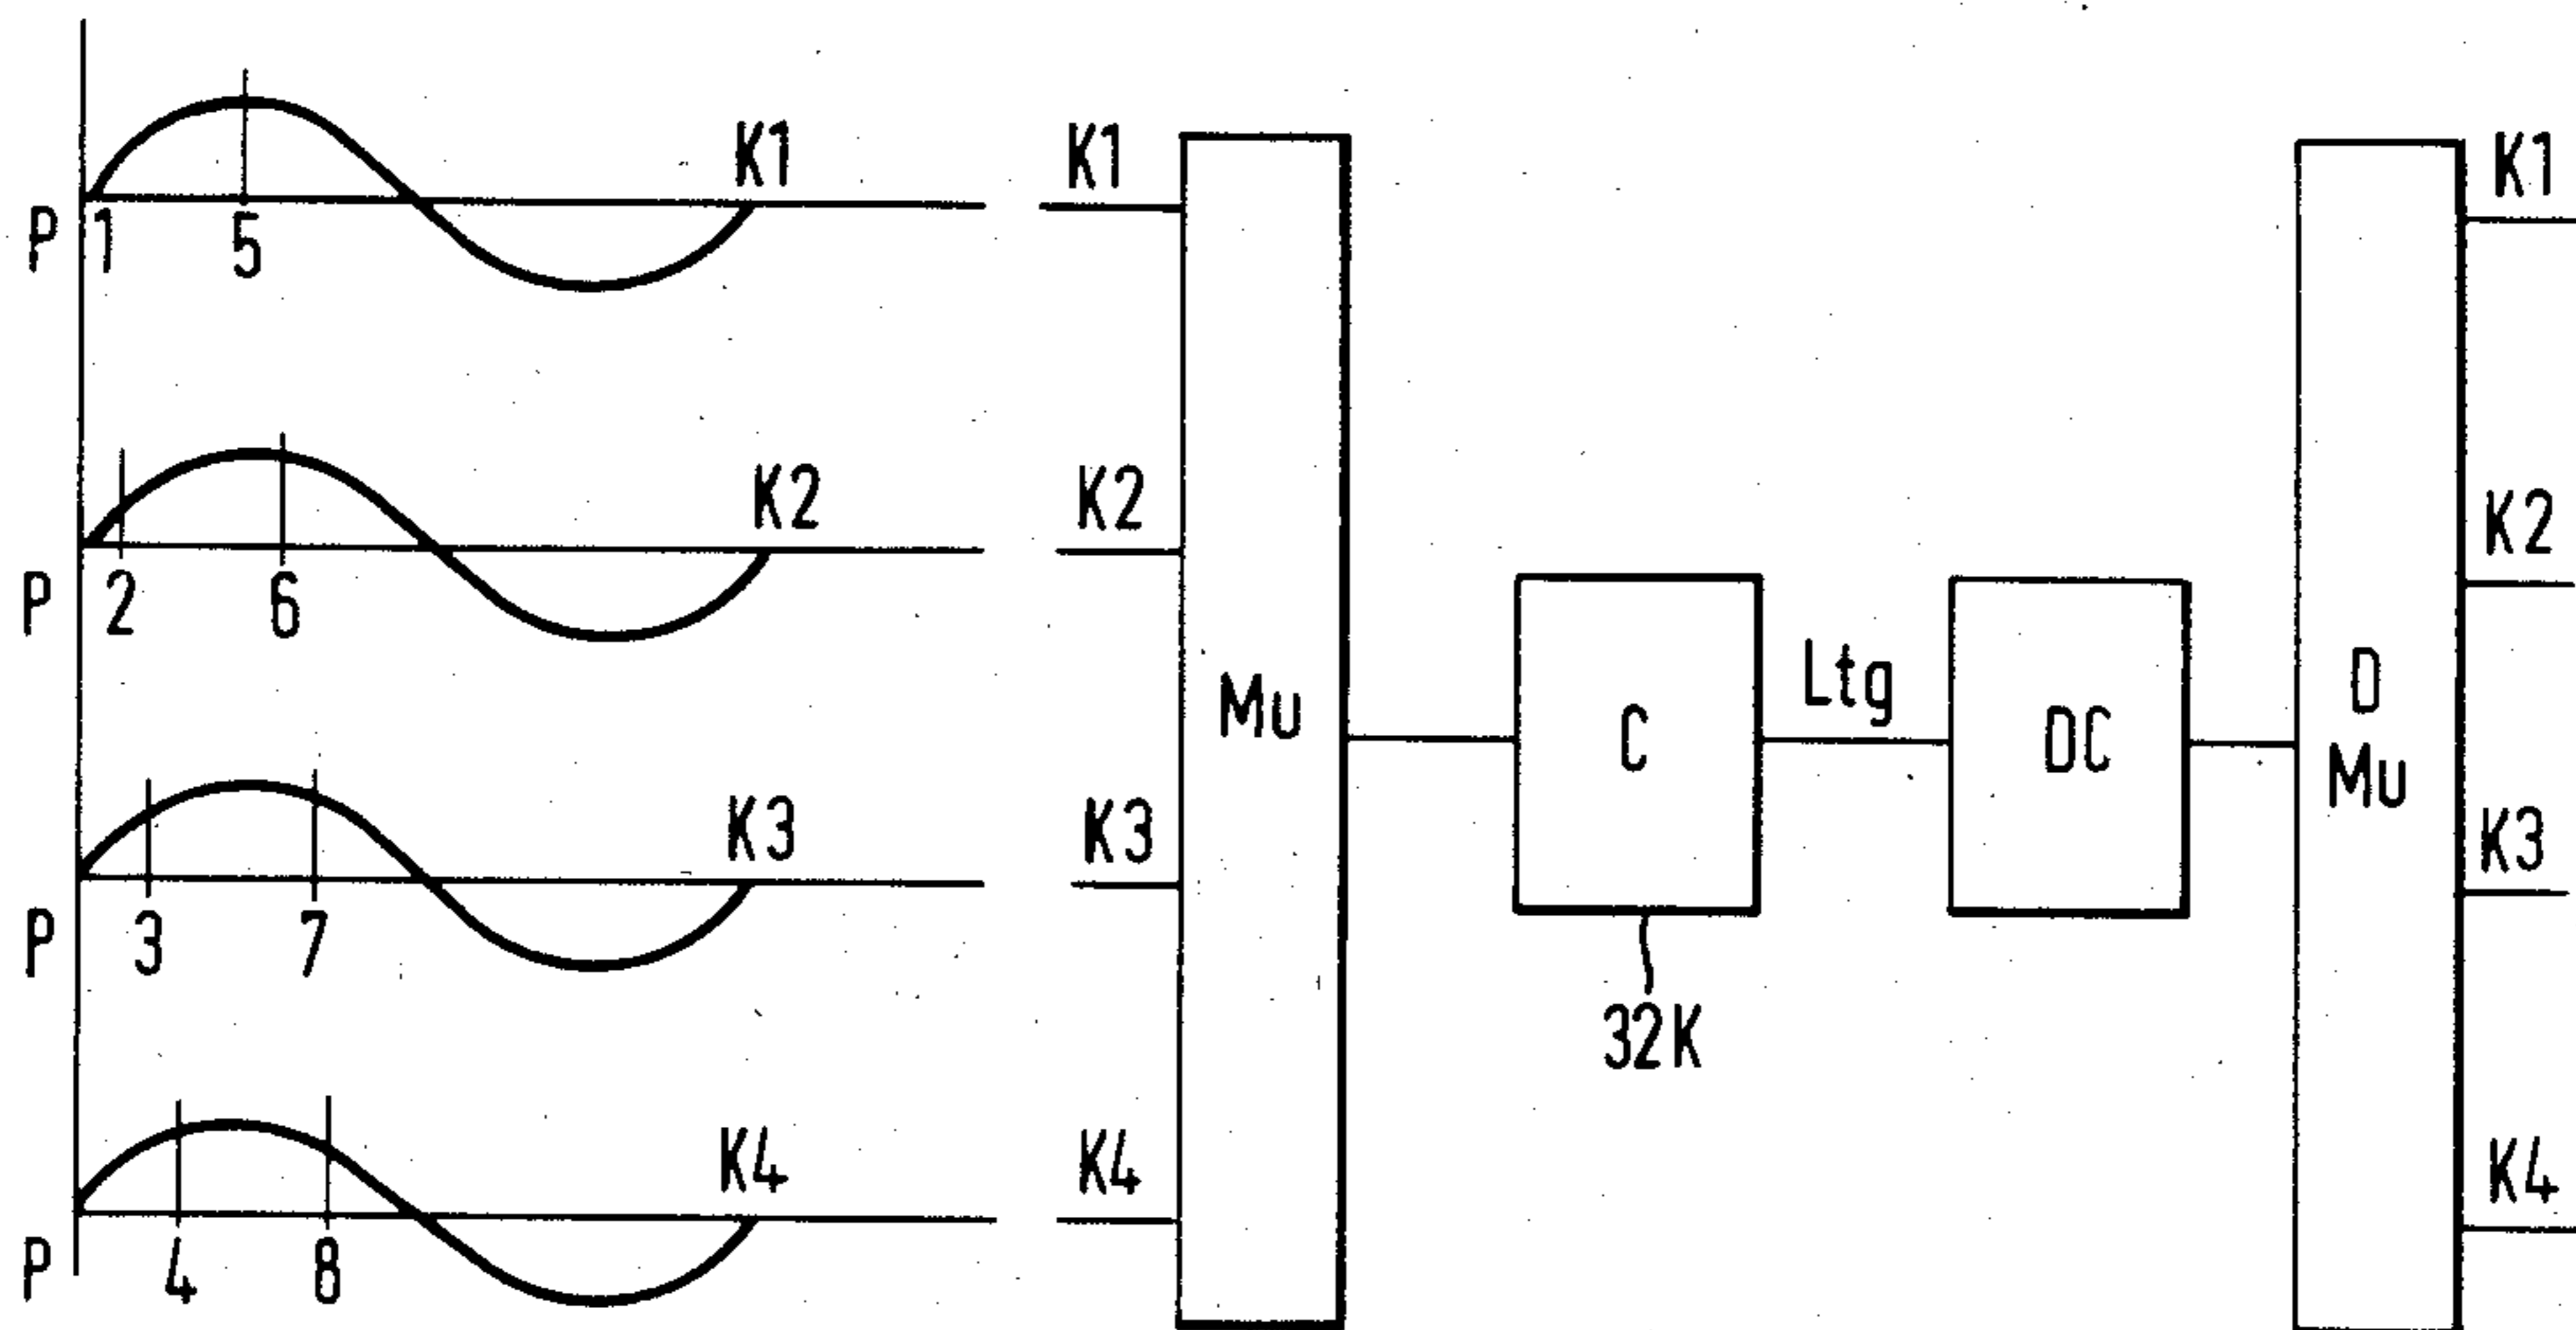 K1 K1 K1
P 1 5
K2 K2 K2
P 2 6
Ltg
Mu C DC D
Mu
K3 K3 K3
P 3 7
32K
K4 K4 K4
P 4 8